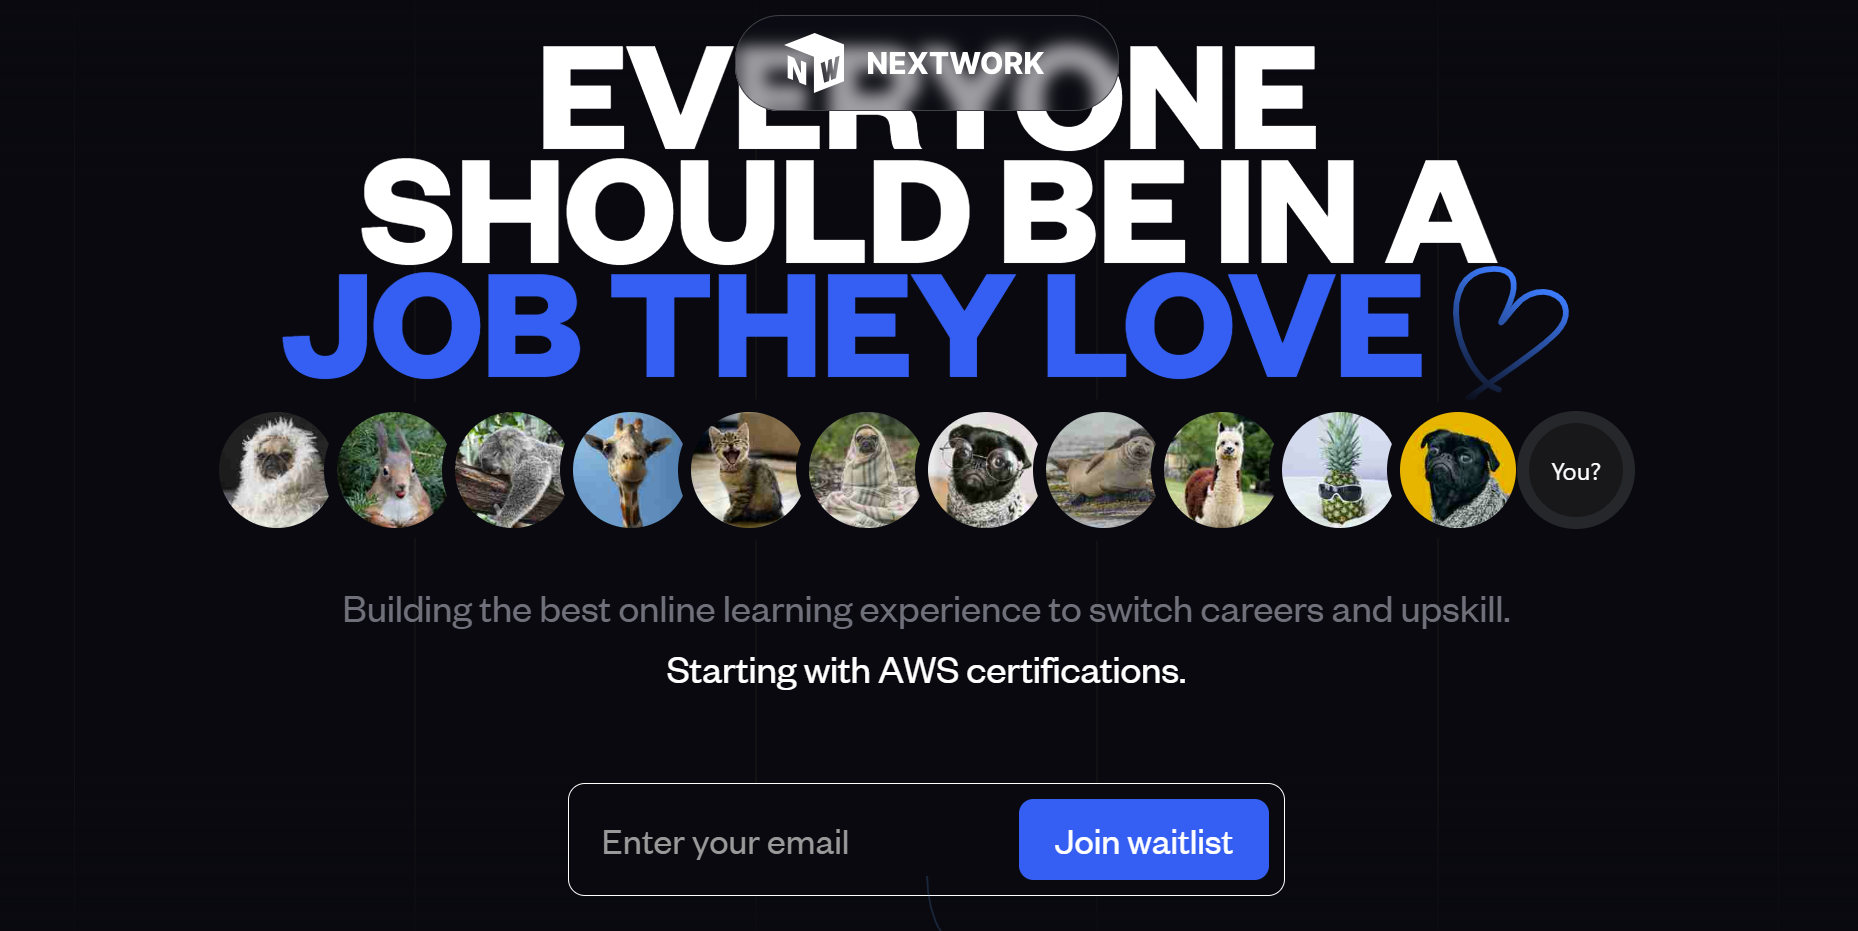 NW NEXTWORK
EVERYONE
SHOULD BE IN A
JOB THEY LOVE
You?
Building the best online learning experience to switch careers and upskill.
Starting with AWS certifications.
Enter your email
Join waitlist